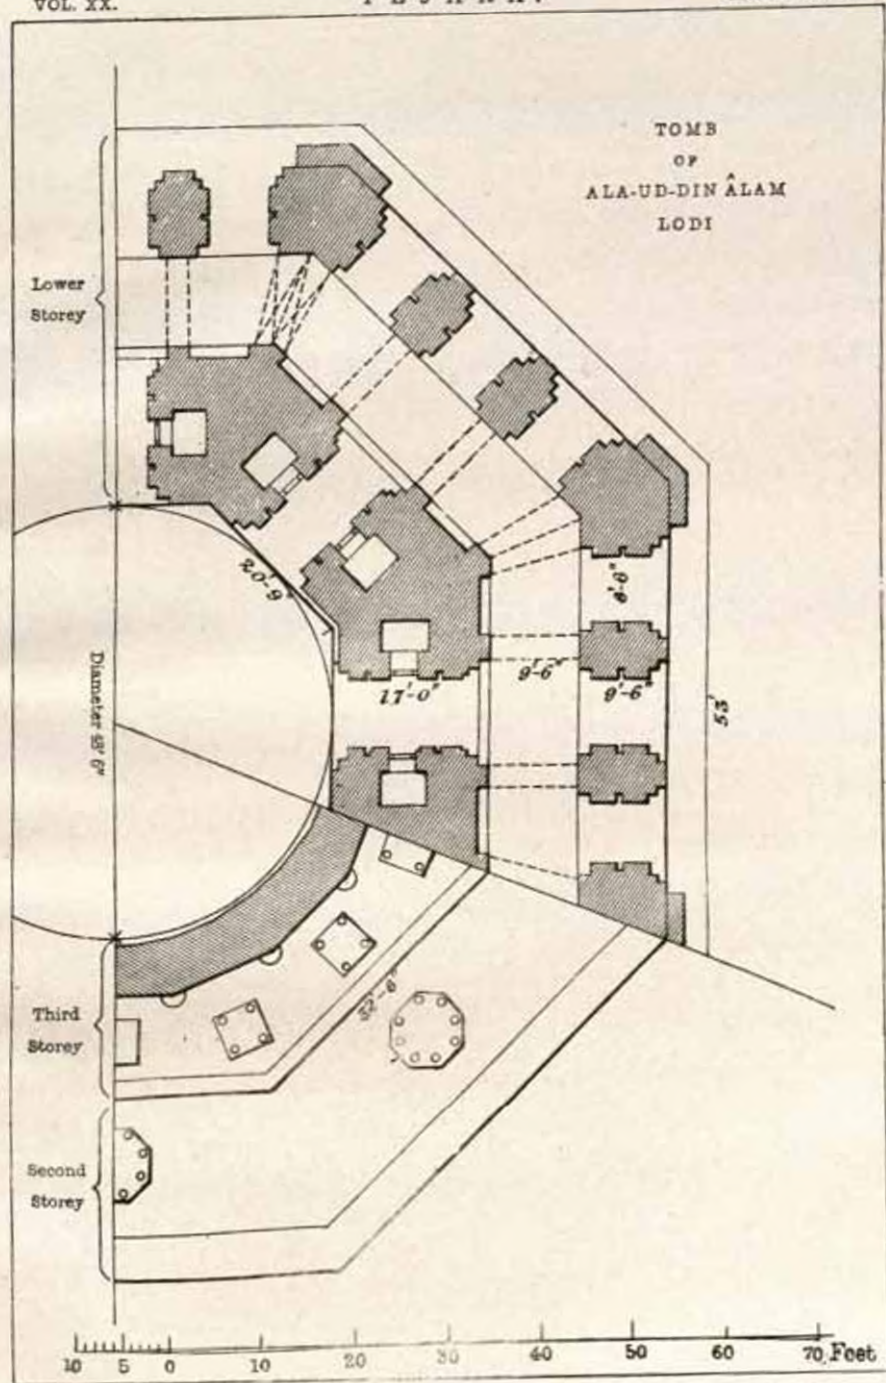 VOL. XX.
TOMB
OF
ALA-UD-DIN ÂLAM
LODI
Lower
Storey
20'-9"
8'-6"
17'-0"
9'-6"
9'-6"
53'
Diameter 48' 6"
Third
Storey
32'-6"
Second
Storey
10 5 0 10 20 30 40 50 60 70 Feet